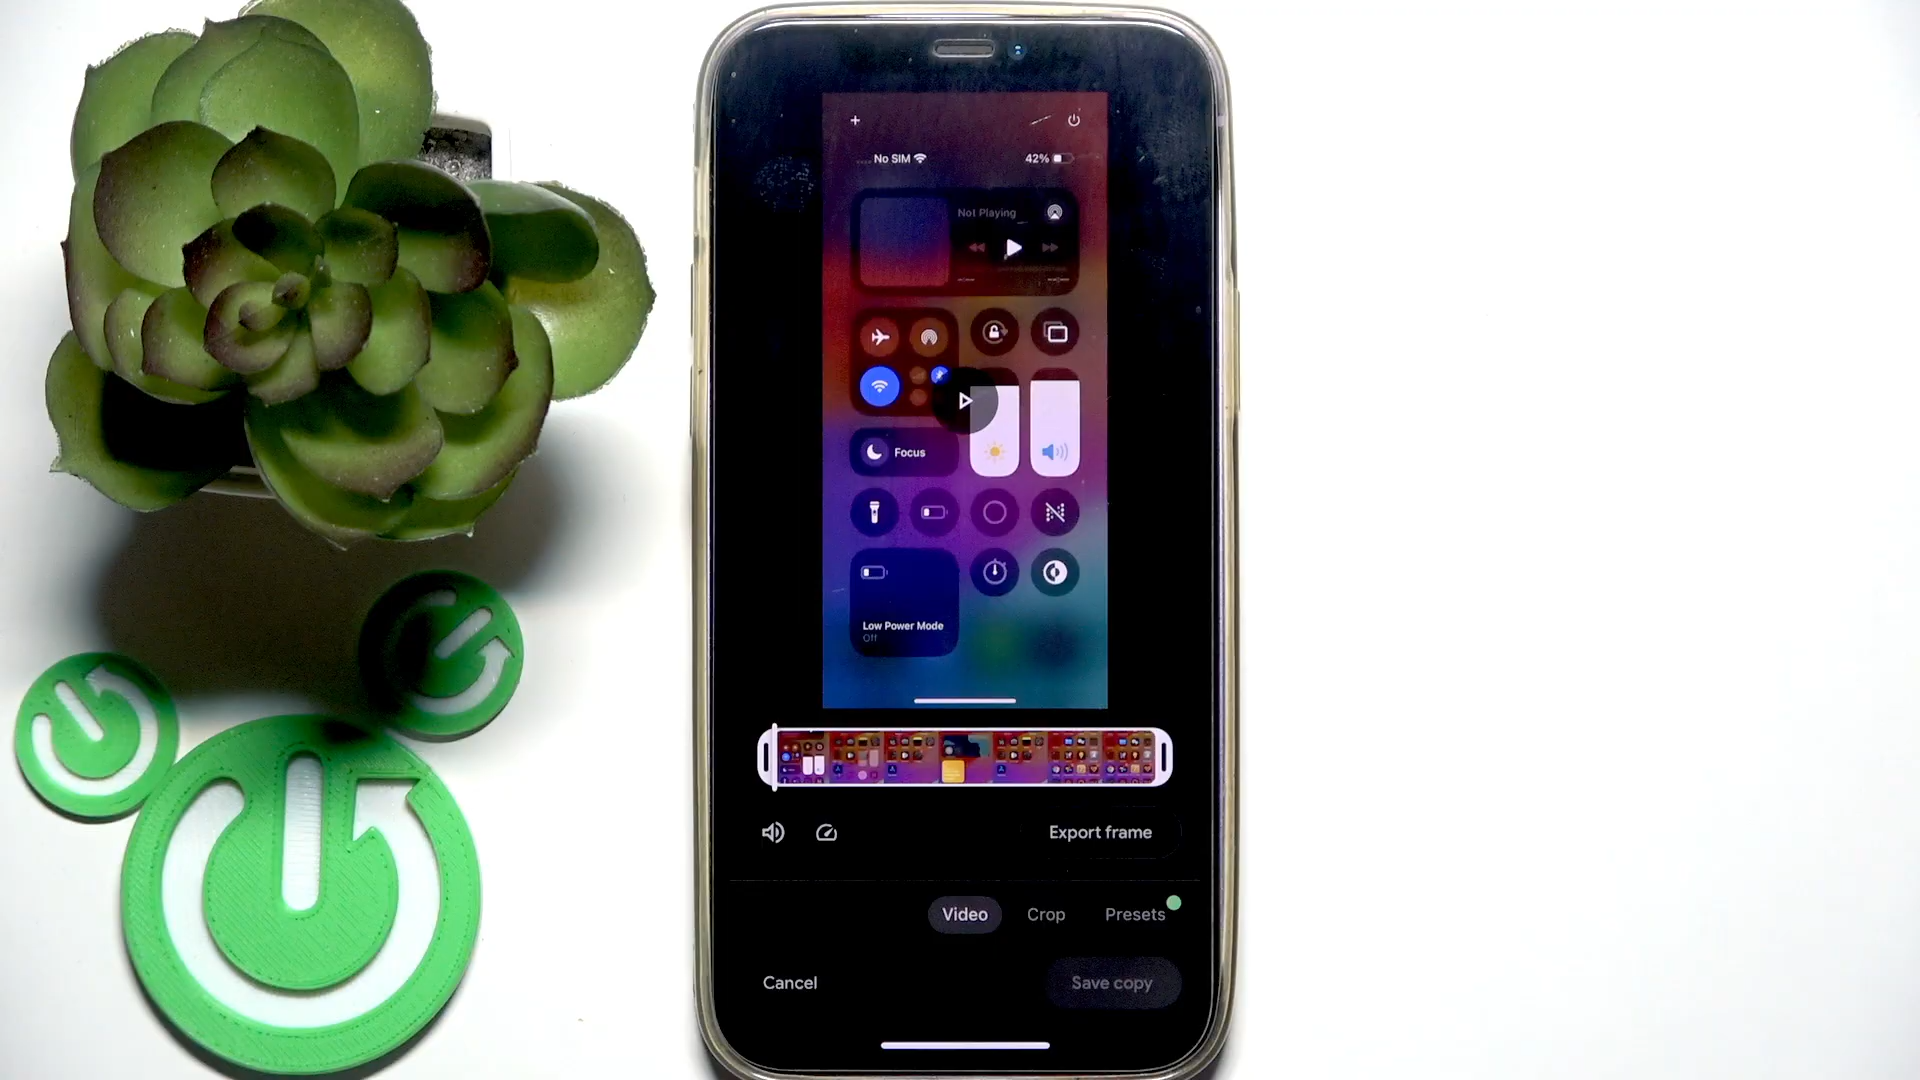 No SIM 42%
Not Playing
Focus
Low Power Mode
Off
Export frame
Video Crop Presets
Cancel Save copy